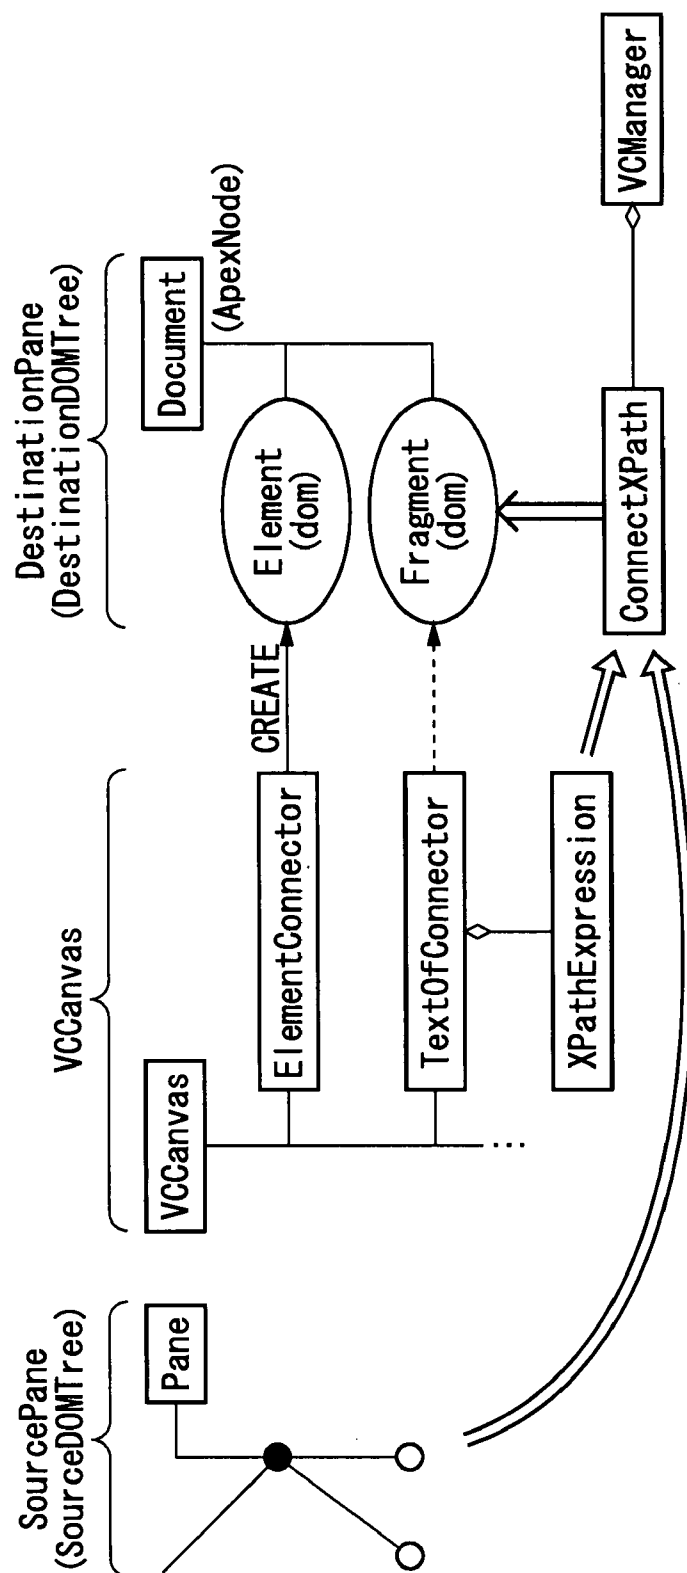 SourcePane
(SourceDOMTree)
VCCanvas
DestinationPane
(DestinationDOMTree)
Pane
VCCanvas
Document
(ApexNode)
ElementConnector
CREATE
Element
(dom)
TextOfConnector
Fragment
(dom)
...
XPathExpression
ConnectXPath
VCManager